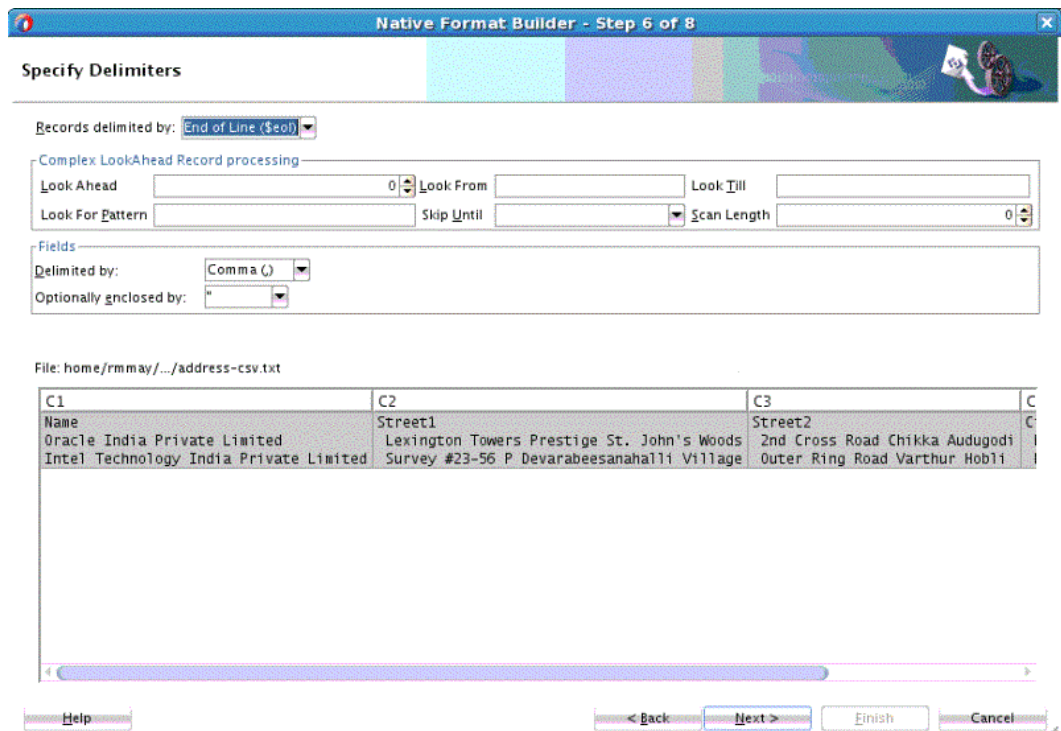 Native Format Builder - Step 6 of 8
Specify Delimiters
Records delimited by: End of Line ($eol)
Complex LookAhead Record processing
Look Ahead 0 Look From Look Till
Look For Pattern Skip Until Scan Length 0
Fields
Delimited by: Comma (,)
Optionally enclosed by: "
File: home/rmmay/.../address-csv.txt
C1 C2 C3 C
Name Street1 Street2
Oracle India Private Limited Lexington Towers Prestige St. John's Woods 2nd Cross Road Chikka Audugodi
Intel Technology India Private Limited Survey #23-56 P Devarabeesanahalli Village Outer Ring Road Varthur Hobli
Help < Back Next > Finish Cancel